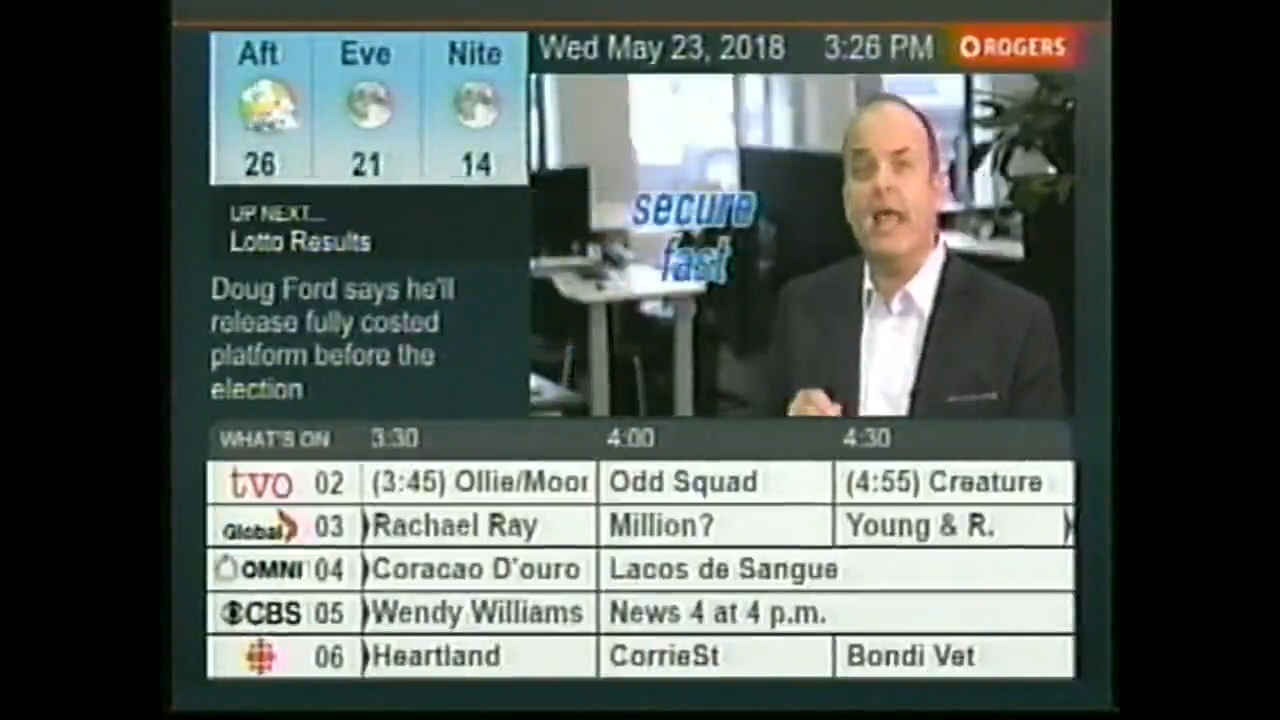 Aft Eve Nite
26 21 14
Wed May 23, 2018 3:26 PM ROGERS
secure
fast
UP NEXT...
Lotto Results
Doug Ford says he'll
release fully costed
platform before the
election
WHAT'S ON 3:30 4:00 4:30
tvo 02 (3:45) Ollie/Moor Odd Squad (4:55) Creature
Global 03 Rachael Ray Million? Young & R.
OMNI 04 Coracao D'ouro Lacos de Sangue
CBS 05 Wendy Williams News 4 at 4 p.m.
06 Heartland CorrieSt Bondi Vet